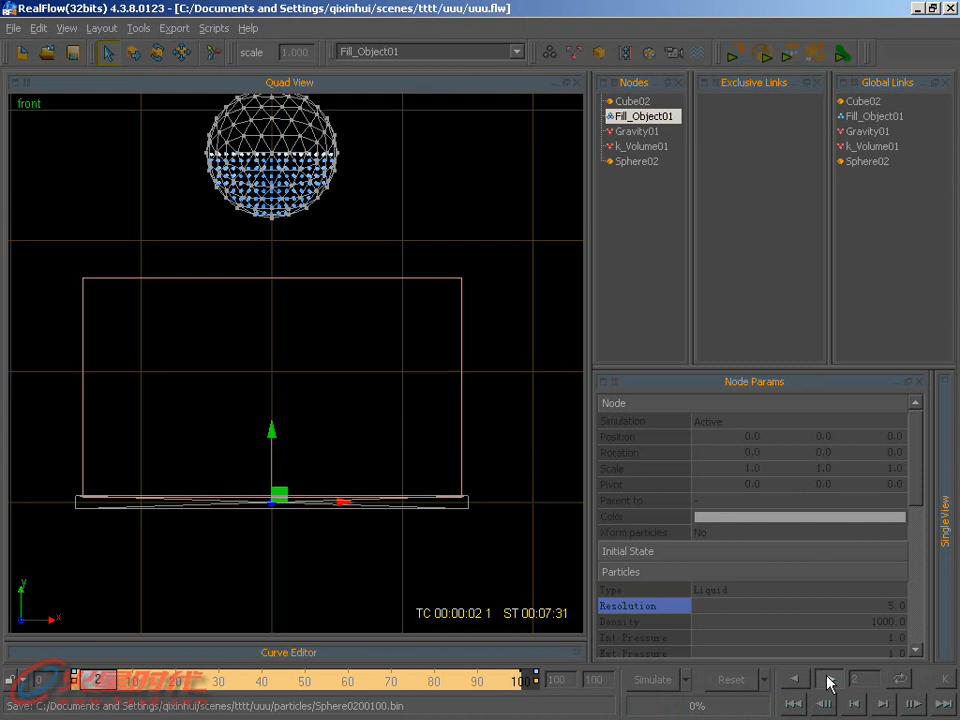 RealFlow(32bits) 4.3.8.0123 - [C:/Documents and Settings/qixinhui/scenes/tttt/uuu/uuu.flw]
File Edit View Layout Tools Export Scripts Help
scale 1.000 Fill_Object01
Quad View
front
TC 00:00:02 1 ST 00:07:31
y
x
Curve Editor
Nodes
Cube02
Fill_Object01
Gravity01
k_Volume01
Sphere02
Exclusive Links
Global Links
Cube02
Fill_Object01
Gravity01
k_Volume01
Sphere02
Node Params
Node
Simulation Active
Position 0.0 0.0 0.0
Rotation 0.0 0.0 0.0
Scale 1.0 1.0 1.0
Pivot 0.0 0.0 0.0
Parent to -
Color
Xform particles No
Initial State
Particles
Type Liquid
Resolution 5.0
Density 1000.0
Int Pressure 1.0
Ext Pressure 1.0
SingleView
0 2 10 20 30 40 50 60 70 80 90 100 100 100
Simulate Reset 2 K
Save: C:/Documents and Settings/qixinhui/scenes/tttt/uuu/particles/Sphere0200100.bin
0%